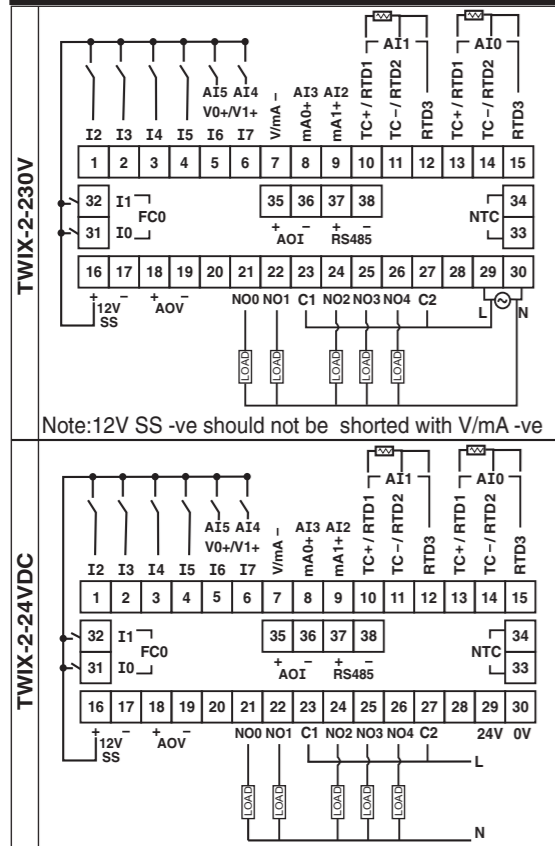 TWIX-2-230V
AI1 AI0
AI5 AI4 AI3 AI2
V0+/V1+ V/mA – mA0+ mA1+ TC+ / RTD1 TC – / RTD2 RTD3 TC+ / RTD1 TC – / RTD2 RTD3
I2 I3 I4 I5 I6 I7
1 2 3 4 5 6 7 8 9 10 11 12 13 14 15
32 I1 FC0 35 36 37 38 NTC 34
31 I0 + – + – 33
AOI RS485
16 17 18 19 20 21 22 23 24 25 26 27 28 29 30
+ – + – NO0 NO1 C1 NO2 NO3 NO4 C2 L N
12V AOV
SS
LOAD LOAD LOAD LOAD LOAD
Note:12V SS -ve should not be shorted with V/mA -ve
TWIX-2-24VDC
AI1 AI0
AI5 AI4 AI3 AI2
V0+/V1+ V/mA – mA0+ mA1+ TC+ / RTD1 TC – / RTD2 RTD3 TC+ / RTD1 TC – / RTD2 RTD3
I2 I3 I4 I5 I6 I7
1 2 3 4 5 6 7 8 9 10 11 12 13 14 15
32 I1 FC0 35 36 37 38 NTC 34
31 I0 + – + – 33
AOI RS485
16 17 18 19 20 21 22 23 24 25 26 27 28 29 30
+ – + – NO0 NO1 C1 NO2 NO3 NO4 C2 24V 0V
12V AOV
SS
L
LOAD LOAD LOAD LOAD LOAD
N